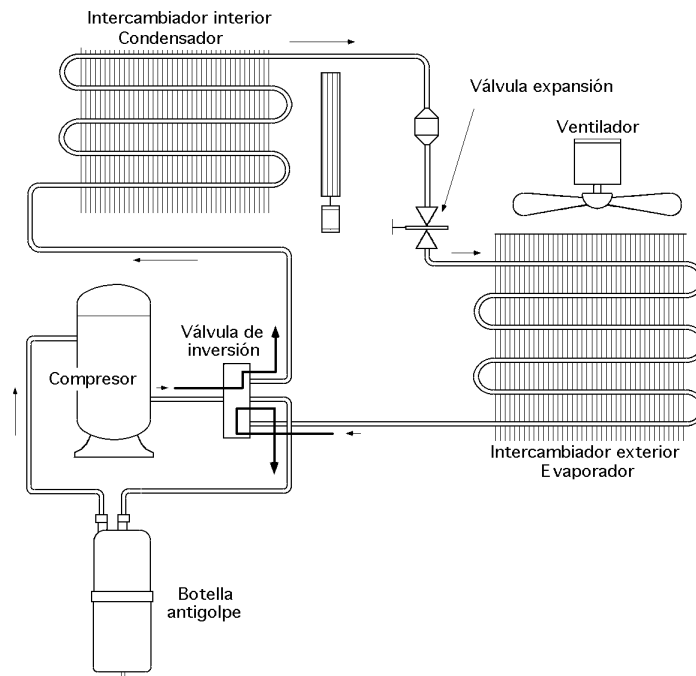 Intercambiador interior
Condensador
Válvula expansión
Ventilador
Válvula de
inversión
Compresor
Intercambiador exterior
Evaporador
Botella
antigolpe